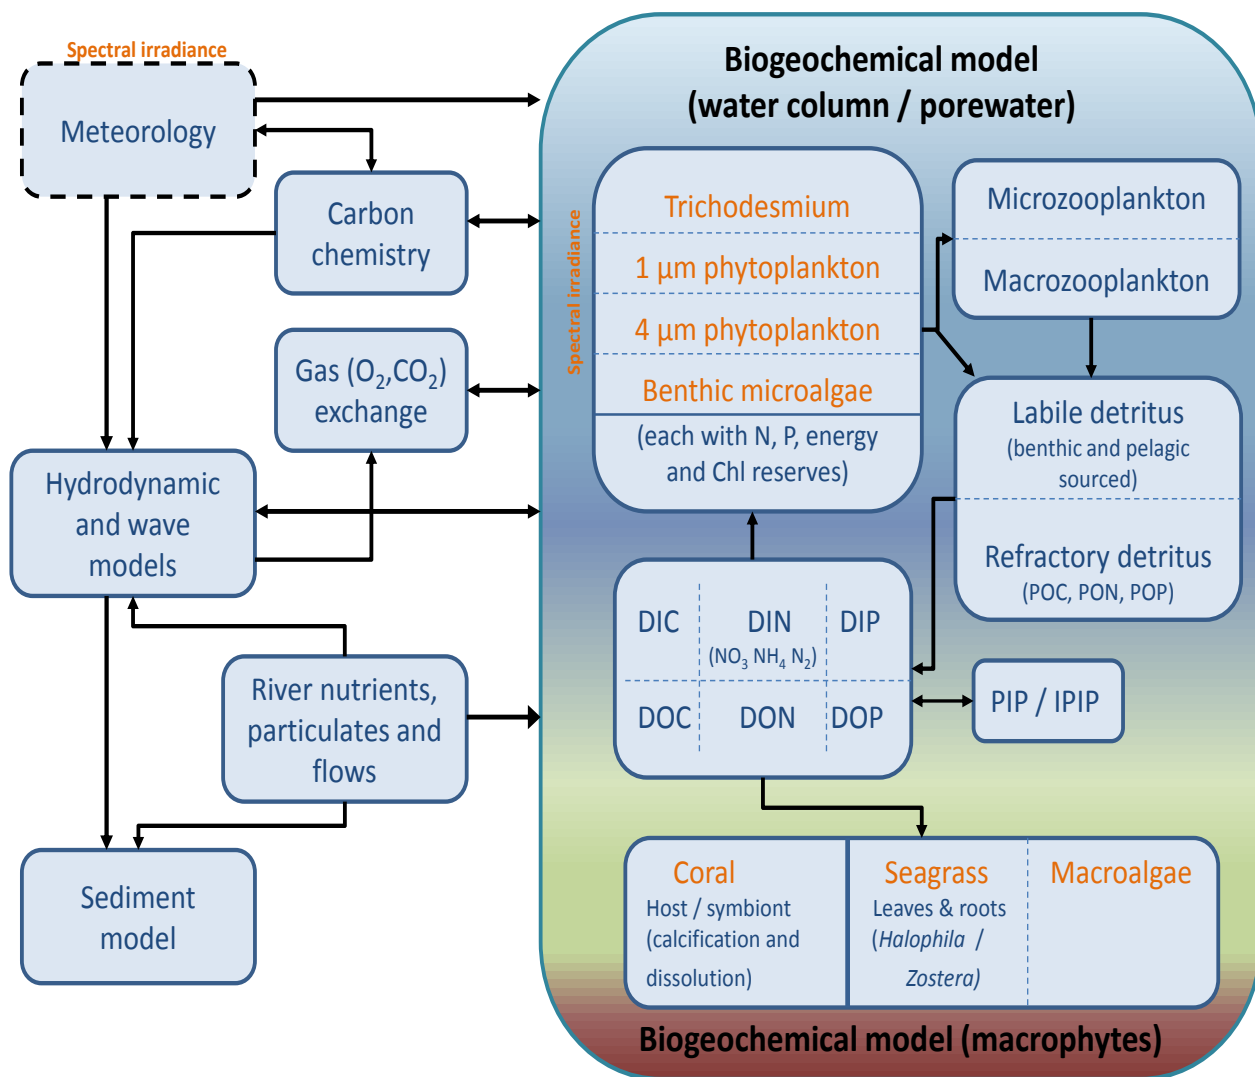 Spectral irradiance
Meteorology
Carbon
chemistry
Gas (O₂,CO₂)
exchange
Hydrodynamic
and wave
models
River nutrients,
particulates and
flows
Sediment
model
Biogeochemical model
(water column / porewater)
Spectral irradiance
Trichodesmium
1 µm phytoplankton
4 µm phytoplankton
Benthic microalgae
(each with N, P, energy
and Chl reserves)
Microzooplankton
Macrozooplankton
Labile detritus
(benthic and pelagic
sourced)
Refractory detritus
(POC, PON, POP)
DIC DIN DIP
(NO₃ NH₄ N₂)
DOC DON DOP
PIP / IPIP
Coral
Host / symbiont
(calcification and
dissolution)
Seagrass
Leaves & roots
(Halophila /
Zostera)
Macroalgae
Biogeochemical model (macrophytes)